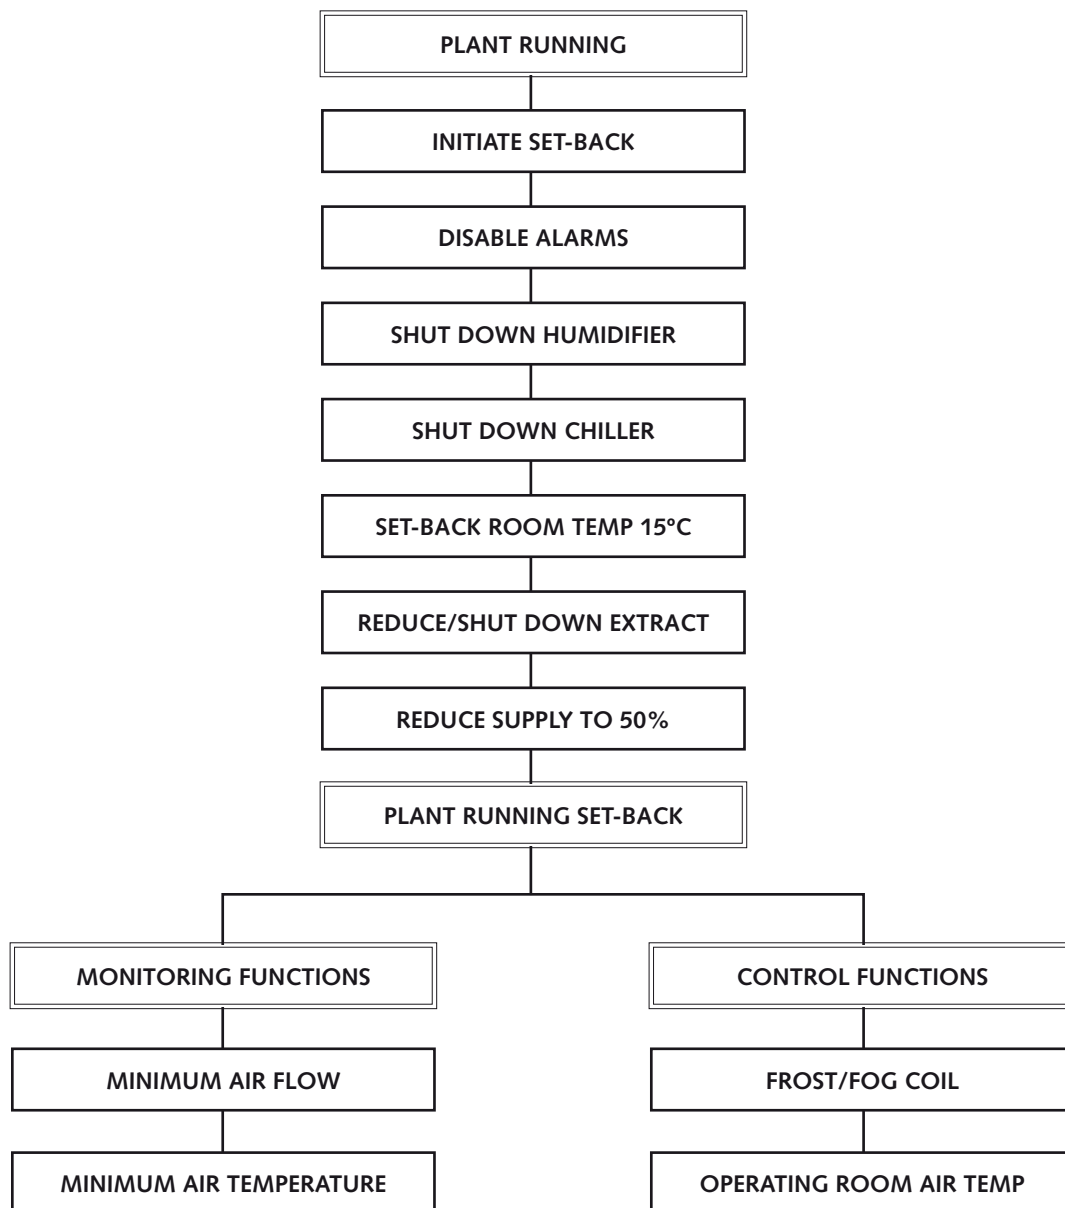 PLANT RUNNING
INITIATE SET-BACK
DISABLE ALARMS
SHUT DOWN HUMIDIFIER
SHUT DOWN CHILLER
SET-BACK ROOM TEMP 15ºC
REDUCE/SHUT DOWN EXTRACT
REDUCE SUPPLY TO 50%
PLANT RUNNING SET-BACK
MONITORING FUNCTIONS
CONTROL FUNCTIONS
MINIMUM AIR FLOW
FROST/FOG COIL
MINIMUM AIR TEMPERATURE
OPERATING ROOM AIR TEMP